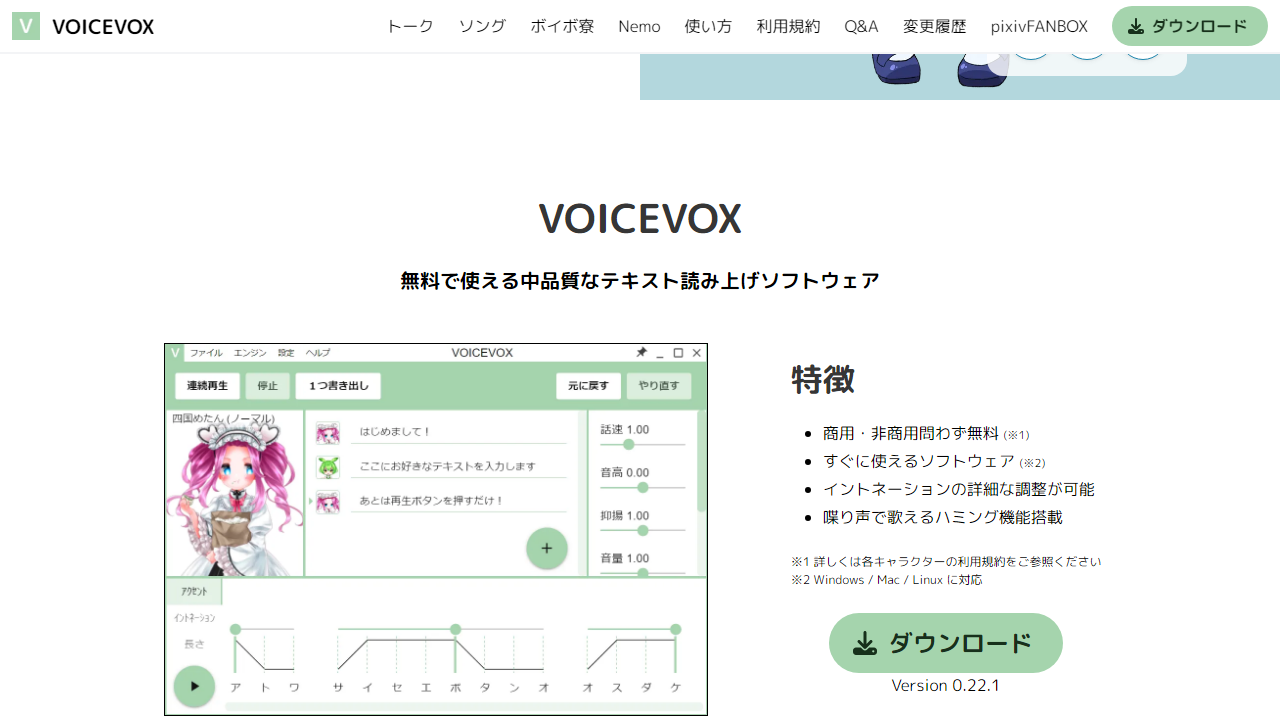 V VOICEVOX トーク ソング ボイボ寮 Nemo 使い方 利用規約 Q&A 変更履歴 pixivFANBOX ダウンロード
VOICEVOX
無料で使える中品質なテキスト読み上げソフトウェア
V ファイル エンジン 設定 ヘルプ VOICEVOX
連続再生 停止 1つ書き出し 元に戻す やり直す
四国めたん (ノーマル)
はじめまして！
ここにお好きなテキストを入力します
あとは再生ボタンを押すだけ！
話速 1.00
音高 0.00
抑揚 1.00
音量 1.00
アクセント
イントネーション
長さ
ア ト ワ サ イ セ エ ボ タ ン オ オ ス ダ ケ
特徴
• 商用・非商用問わず無料 (※1)
• すぐに使えるソフトウェア (※2)
• イントネーションの詳細な調整が可能
• 喋り声で歌えるハミング機能搭載
※1 詳しくは各キャラクターの利用規約をご参照ください
※2 Windows / Mac / Linux に対応
ダウンロード
Version 0.22.1